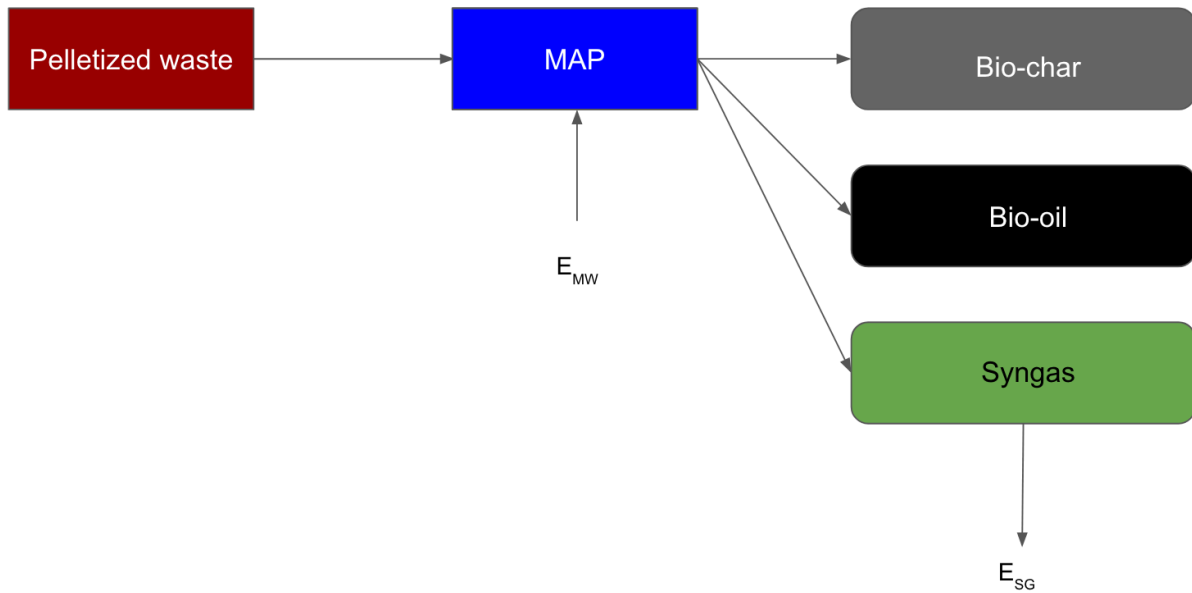 Pelletized waste
MAP
Bio-char
Bio-oil
E_MW
Syngas
E_SG